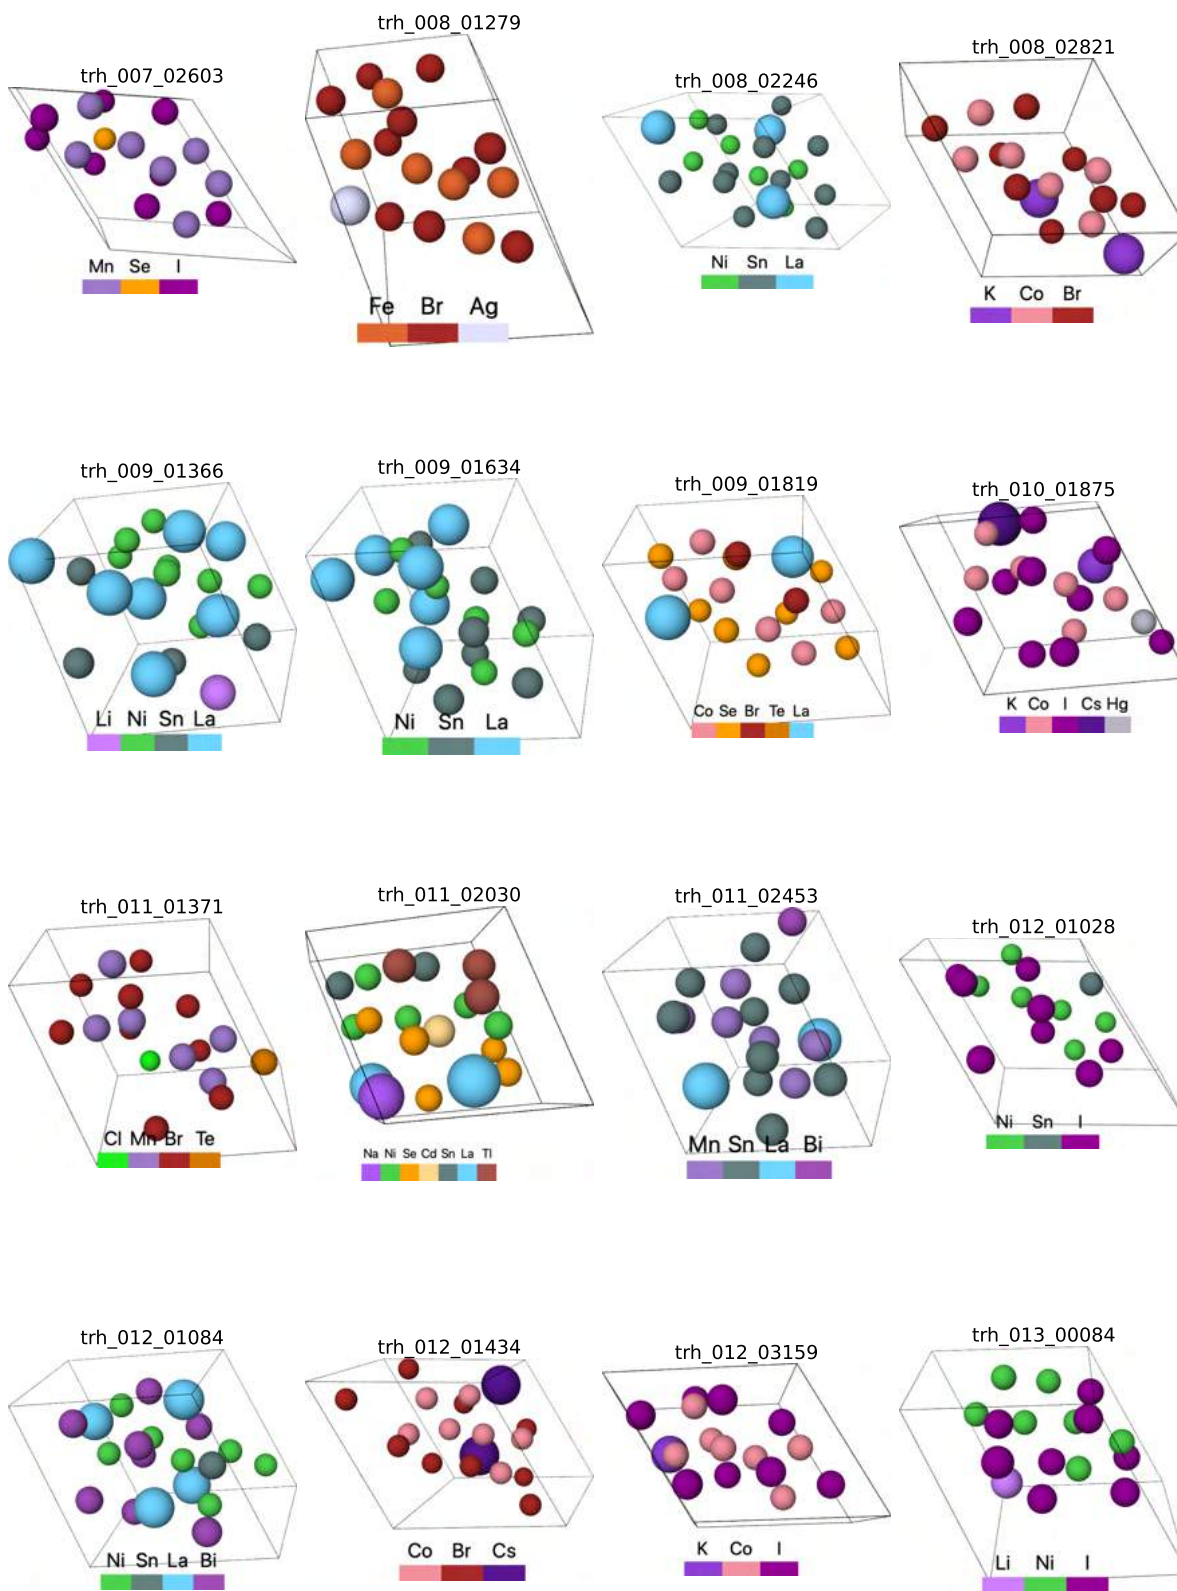 trh_007_02603
Mn Se I
trh_008_01279
Fe Br Ag
trh_008_02246
Ni Sn La
trh_008_02821
K Co Br
trh_009_01366
Li Ni Sn La
trh_009_01634
Ni Sn La
trh_009_01819
Co Se Br Te La
trh_010_01875
K Co I Cs Hg
trh_011_01371
Cl Mn Br Te
trh_011_02030
Na Ni Se Cd Sn La Tl
trh_011_02453
Mn Sn La Bi
trh_012_01028
Ni Sn I
trh_012_01084
Ni Sn La Bi
trh_012_01434
Co Br Cs
trh_012_03159
K Co I
trh_013_00084
Li Ni I